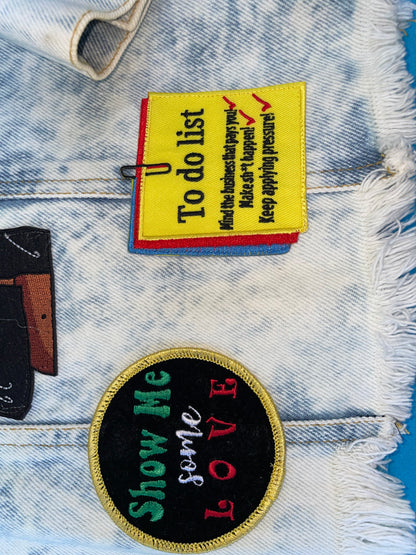 To do list
Mind the business that pays you!
Make sh*t happen!
Keep applying pressure!
Show Me
some
LOVE